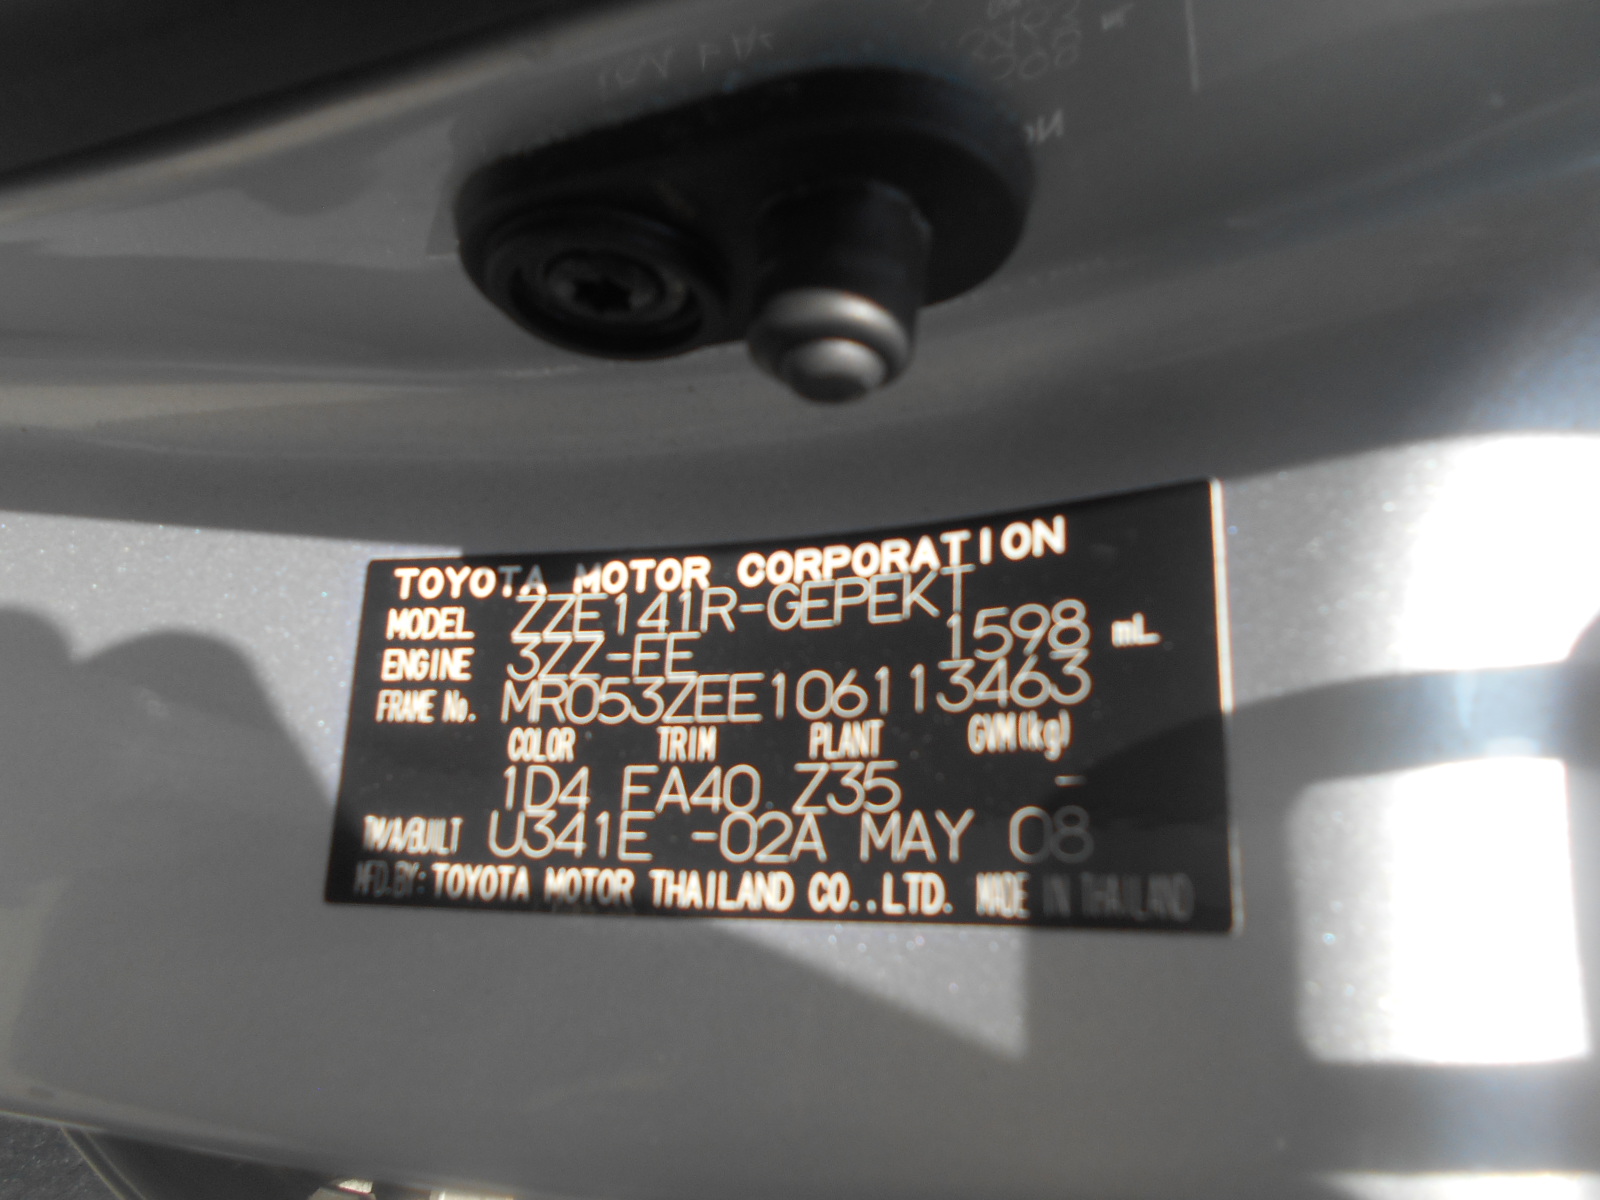 TOYOTA MOTOR CORPORATION
MODEL ZZE141R-GEPEKT
ENGINE 3ZZ-FE 1598 mL
FRAME No. MR053ZEE106113463
COLOR TRIM PLANT GVM(kg)
1D4 FA40 Z35 -
TM/A/BUILT U341E -02A MAY 08
MFD.BY: TOYOTA MOTOR THAILAND CO.,LTD. MADE IN THAILAND